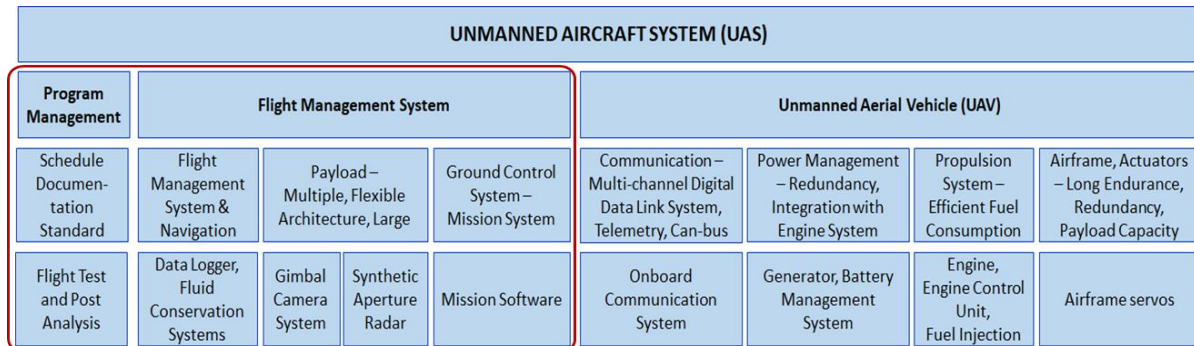 UNMANNED AIRCRAFT SYSTEM (UAS)
Program
Management
Flight Management System
Unmanned Aerial Vehicle (UAV)
Schedule
Documen-
tation
Standard
Flight
Management
System &
Navigation
Payload –
Multiple, Flexible
Architecture, Large
Ground Control
System –
Mission System
Communication –
Multi-channel Digital
Data Link System,
Telemetry, Can-bus
Power Management
– Redundancy,
Integration with
Engine System
Propulsion
System –
Efficient Fuel
Consumption
Airframe, Actuators
– Long Endurance,
Redundancy,
Payload Capacity
Flight Test
and Post
Analysis
Data Logger,
Fluid
Conservation
Systems
Gimbal
Camera
System
Synthetic
Aperture
Radar
Mission Software
Onboard
Communication
System
Generator, Battery
Management
System
Engine,
Engine Control
Unit,
Fuel Injection
Airframe servos